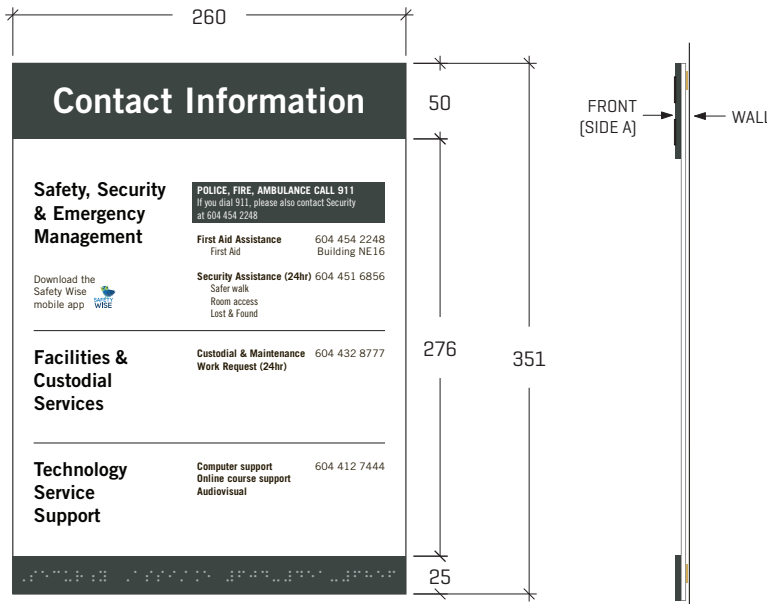 260
Contact Information
50
FRONT
(SIDE A)
WALL
Safety, Security
& Emergency
Management
POLICE, FIRE, AMBULANCE CALL 911
If you dial 911, please also contact Security
at 604 454 2248
First Aid Assistance 604 454 2248
First Aid Building NE16
Download the
Safety Wise
mobile app
SAFETY
WISE
Security Assistance (24hr) 604 451 6856
Safer walk
Room access
Lost & Found
276
351
Facilities &
Custodial
Services
Custodial & Maintenance 604 432 8777
Work Request (24hr)
Technology
Service
Support
Computer support 604 412 7444
Online course support
Audiovisual
25